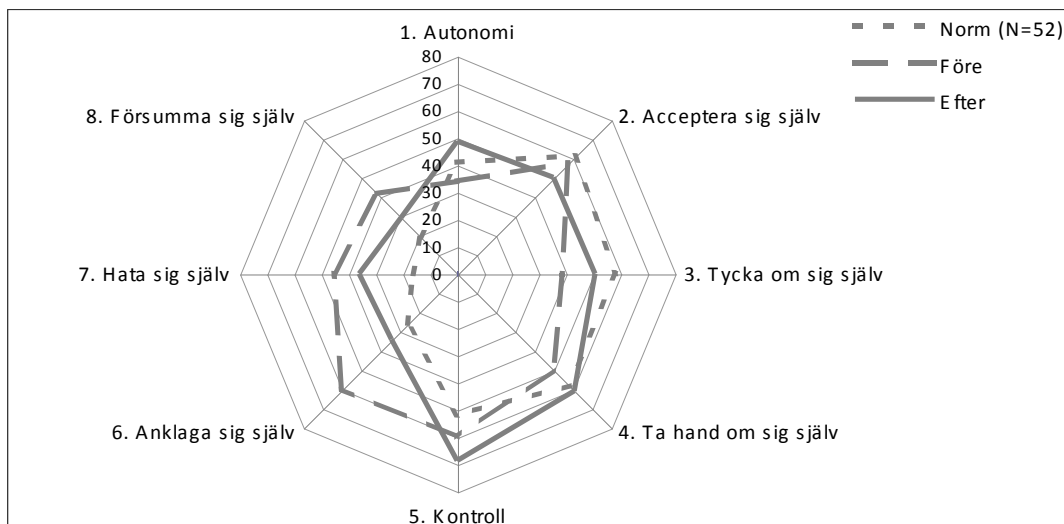 1. Autonomi
80
70
60
50
40
30
20
10
0
2. Acceptera sig själv
3. Tycka om sig själv
4. Ta hand om sig själv
5. Kontroll
6. Anklaga sig själv
7. Hata sig själv
8. Försumma sig själv
Norm (N=52)
Före
Efter